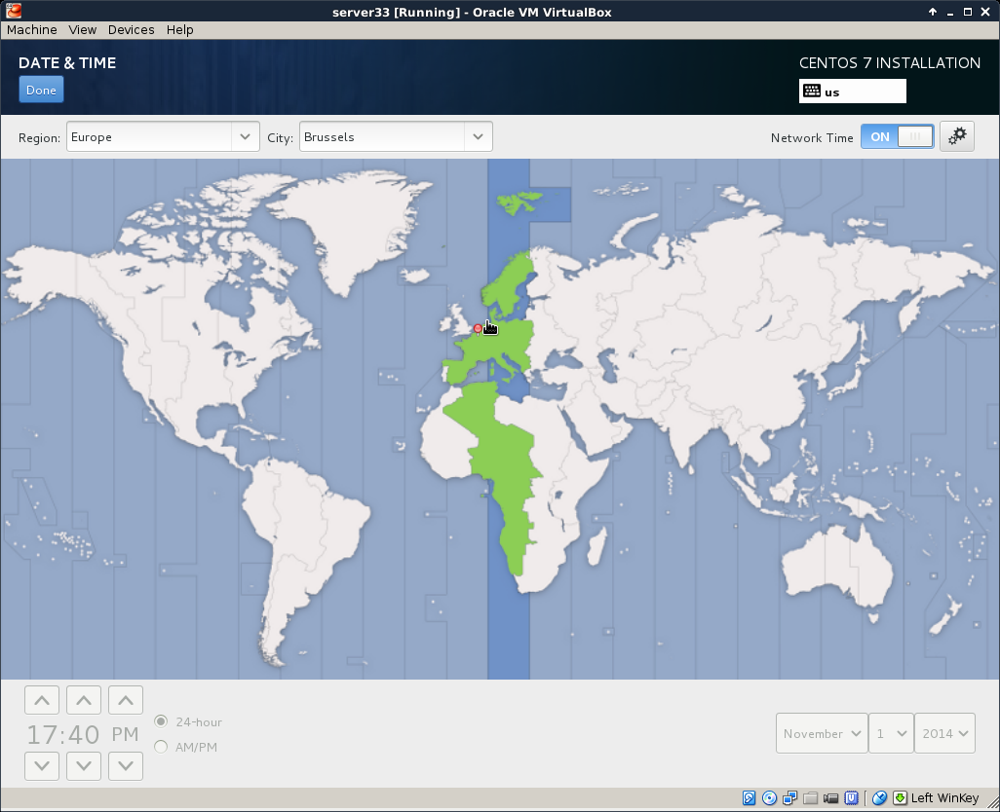 server33 [Running] - Oracle VM VirtualBox
Machine View Devices Help
DATE & TIME
CENTOS 7 INSTALLATION
Done
us
Region: Europe City: Brussels Network Time ON
17:40 PM
24-hour
AM/PM
November 1 2014
Left WinKey